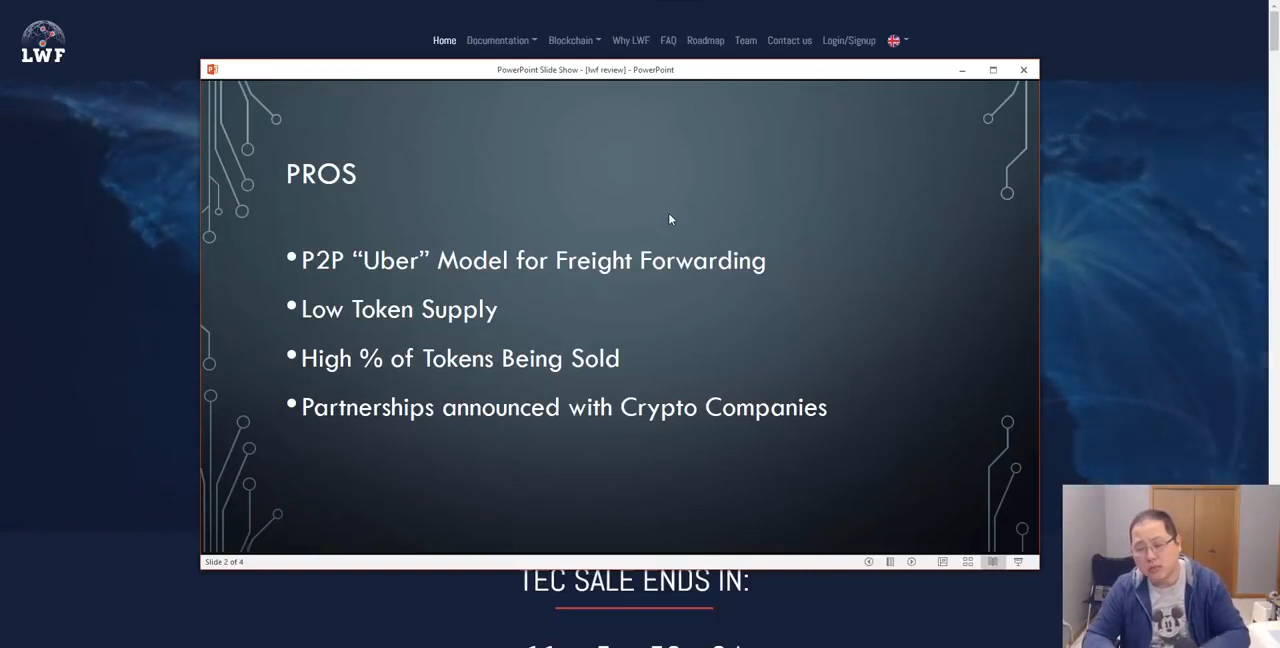 LWF
Home Documentation Blockchain Why LWF FAQ Roadmap Team Contact us Login/Signup
PowerPoint Slide Show - [lwf review] - PowerPoint
PROS
• P2P “Uber” Model for Freight Forwarding
• Low Token Supply
• High % of Tokens Being Sold
• Partnerships announced with Crypto Companies
Slide 2 of 4
TEC SALE ENDS IN: